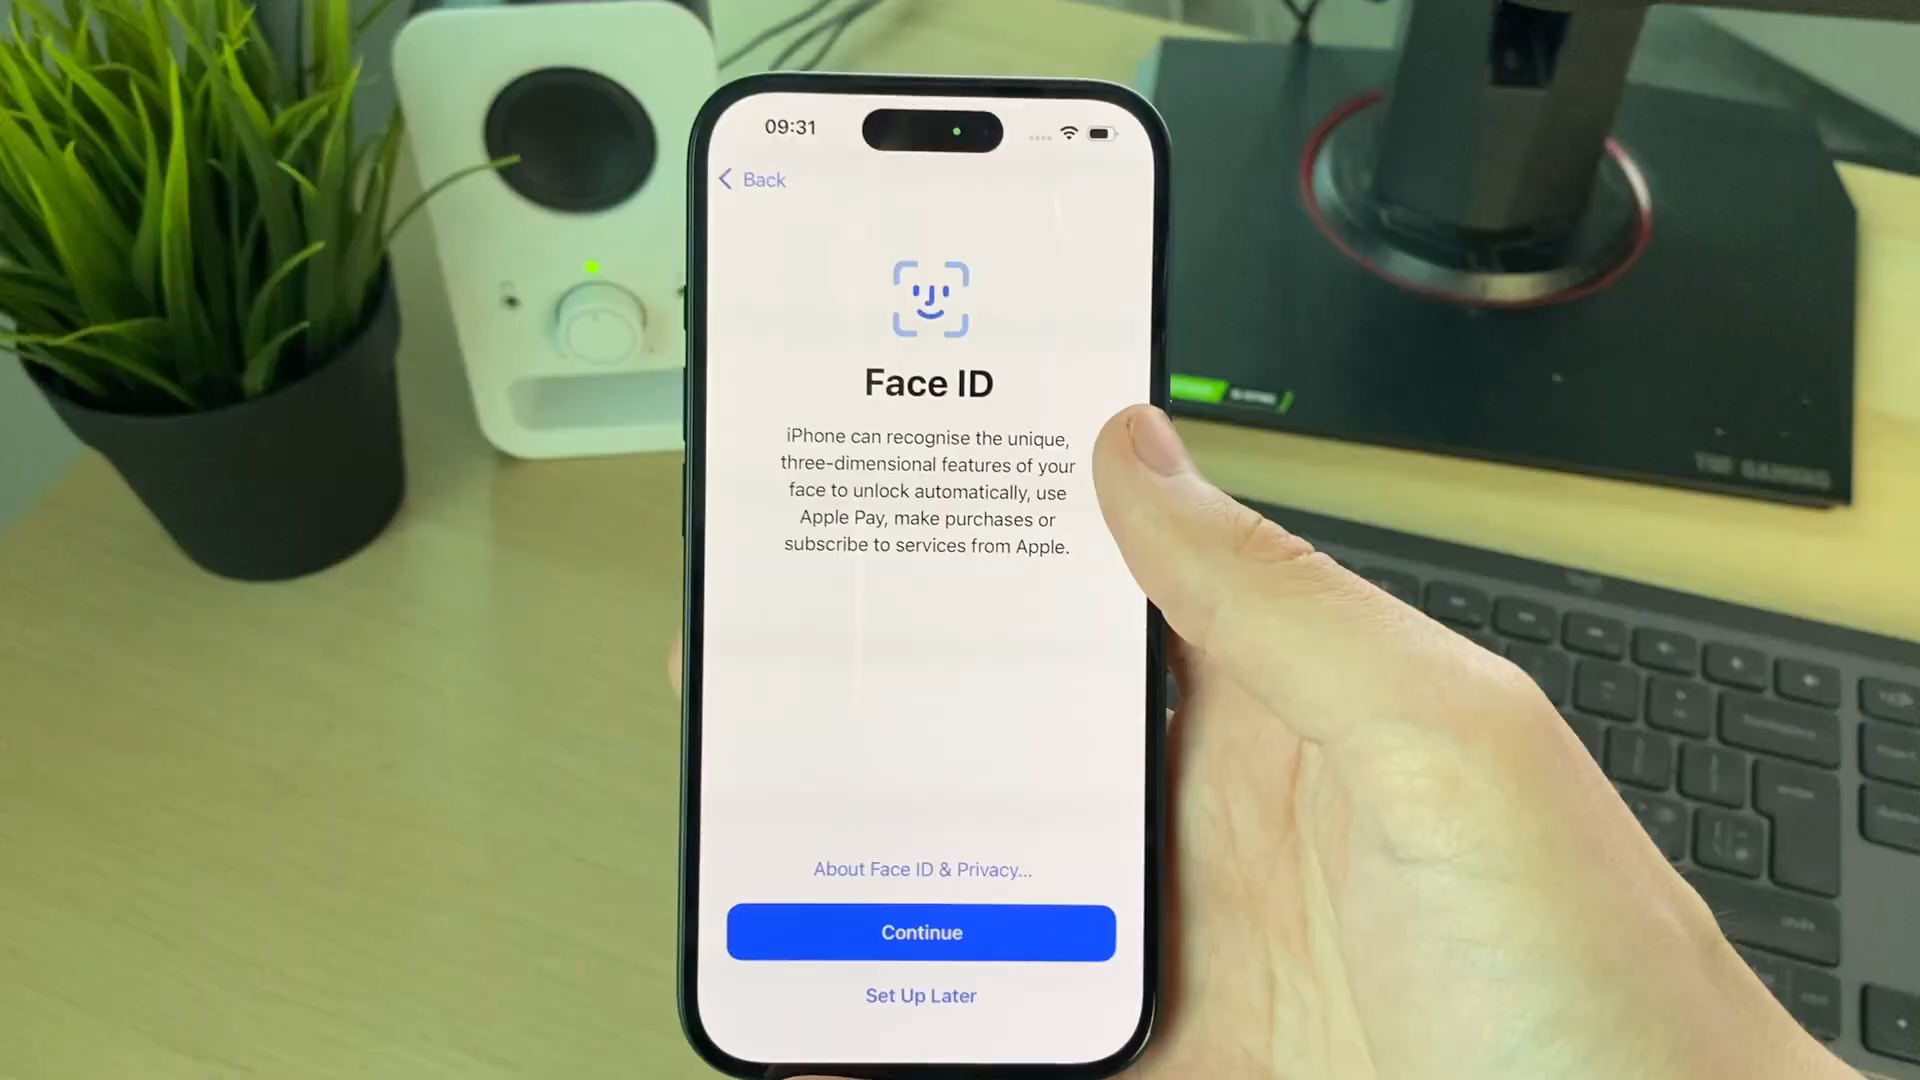 09:31
Back
Face ID
iPhone can recognise the unique,
three-dimensional features of your
face to unlock automatically, use
Apple Pay, make purchases or
subscribe to services from Apple.
About Face ID & Privacy...
Continue
Set Up Later
THE GAMING